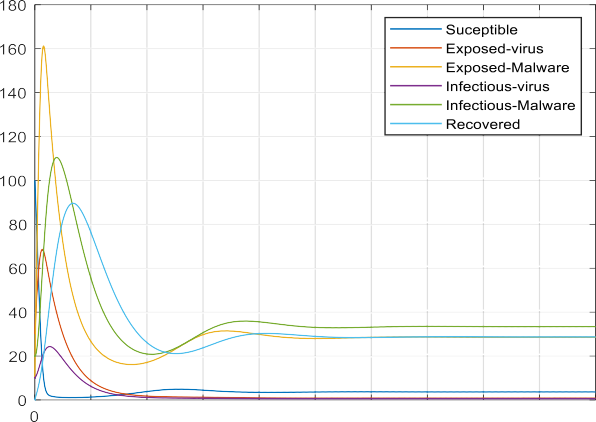 180
160
140
120
100
80
60
40
20
0
0
Suceptible
Exposed-virus
Exposed-Malware
Infectious-virus
Infectious-Malware
Recovered